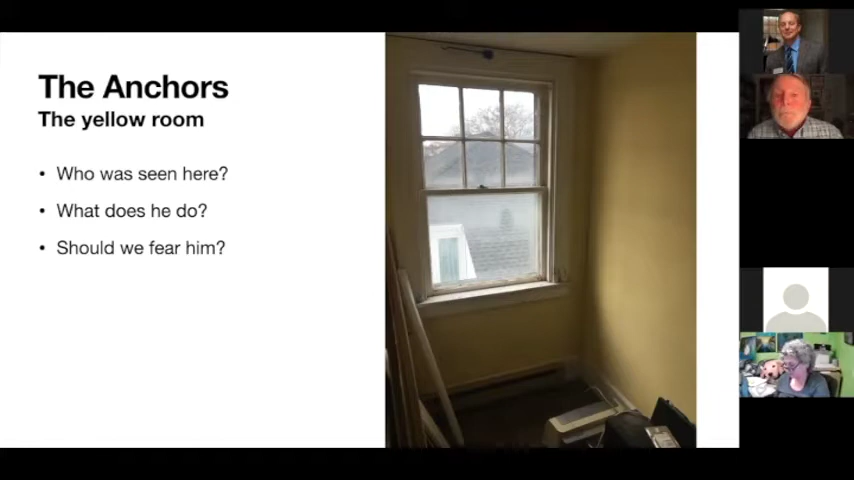 The Anchors
The yellow room
• Who was seen here?
• What does he do?
• Should we fear him?